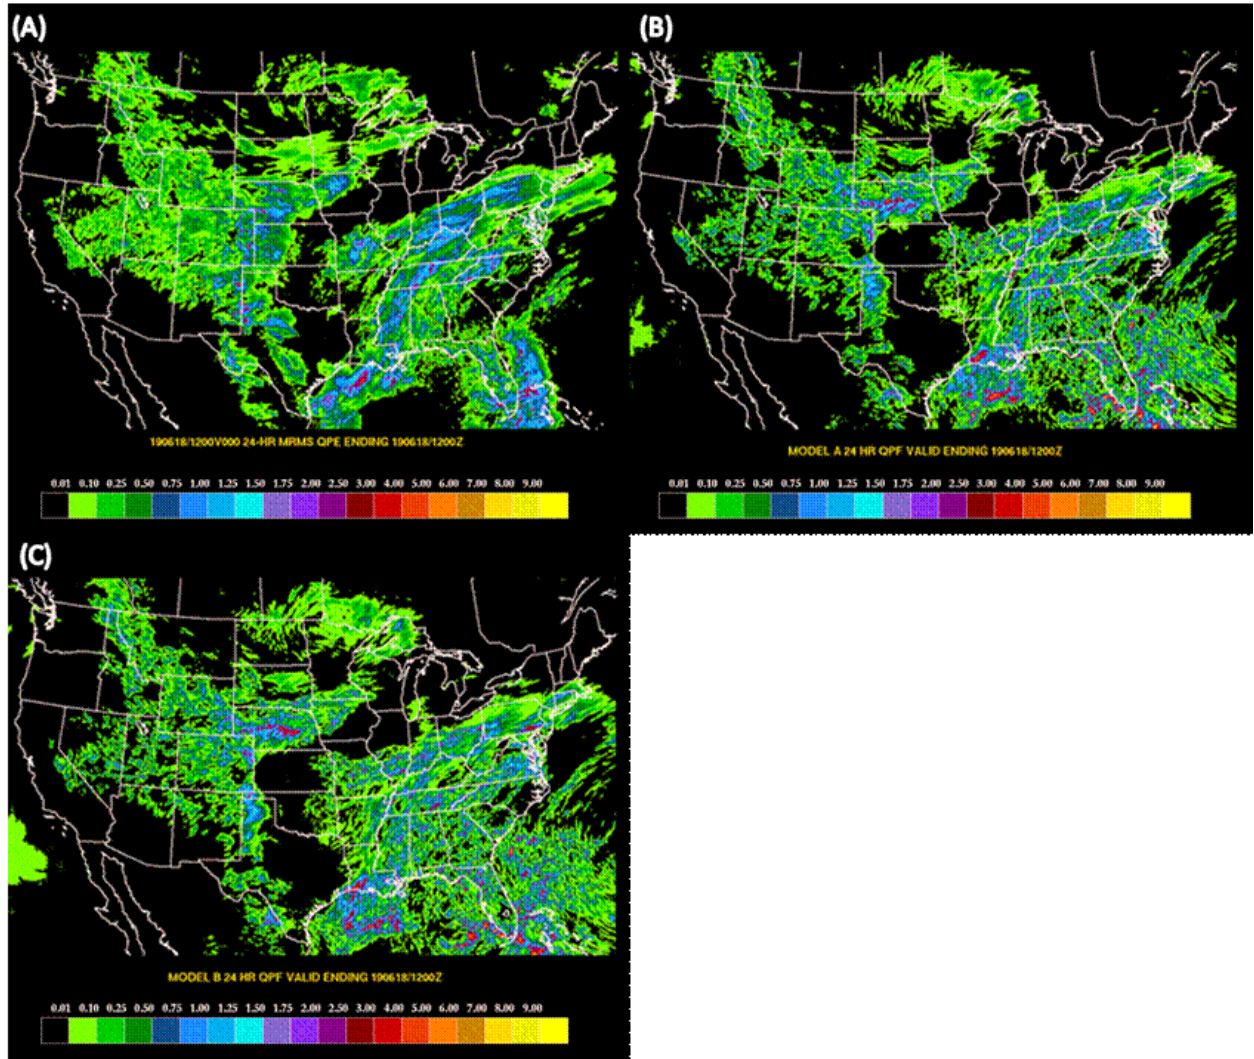 (A)
190618/1200V000 24-HR MRMS QPE ENDING 190618/1200Z
0.01 0.10 0.25 0.50 0.75 1.00 1.25 1.50 1.75 2.00 2.50 3.00 4.00 5.00 6.00 7.00 8.00 9.00
(B)
MODEL A 24 HR QPF VALID ENDING 190618/1200Z
0.01 0.10 0.25 0.50 0.75 1.00 1.25 1.50 1.75 2.00 2.50 3.00 4.00 5.00 6.00 7.00 8.00 9.00
(C)
MODEL B 24 HR QPF VALID ENDING 190618/1200Z
0.01 0.10 0.25 0.50 0.75 1.00 1.25 1.50 1.75 2.00 2.50 3.00 4.00 5.00 6.00 7.00 8.00 9.00